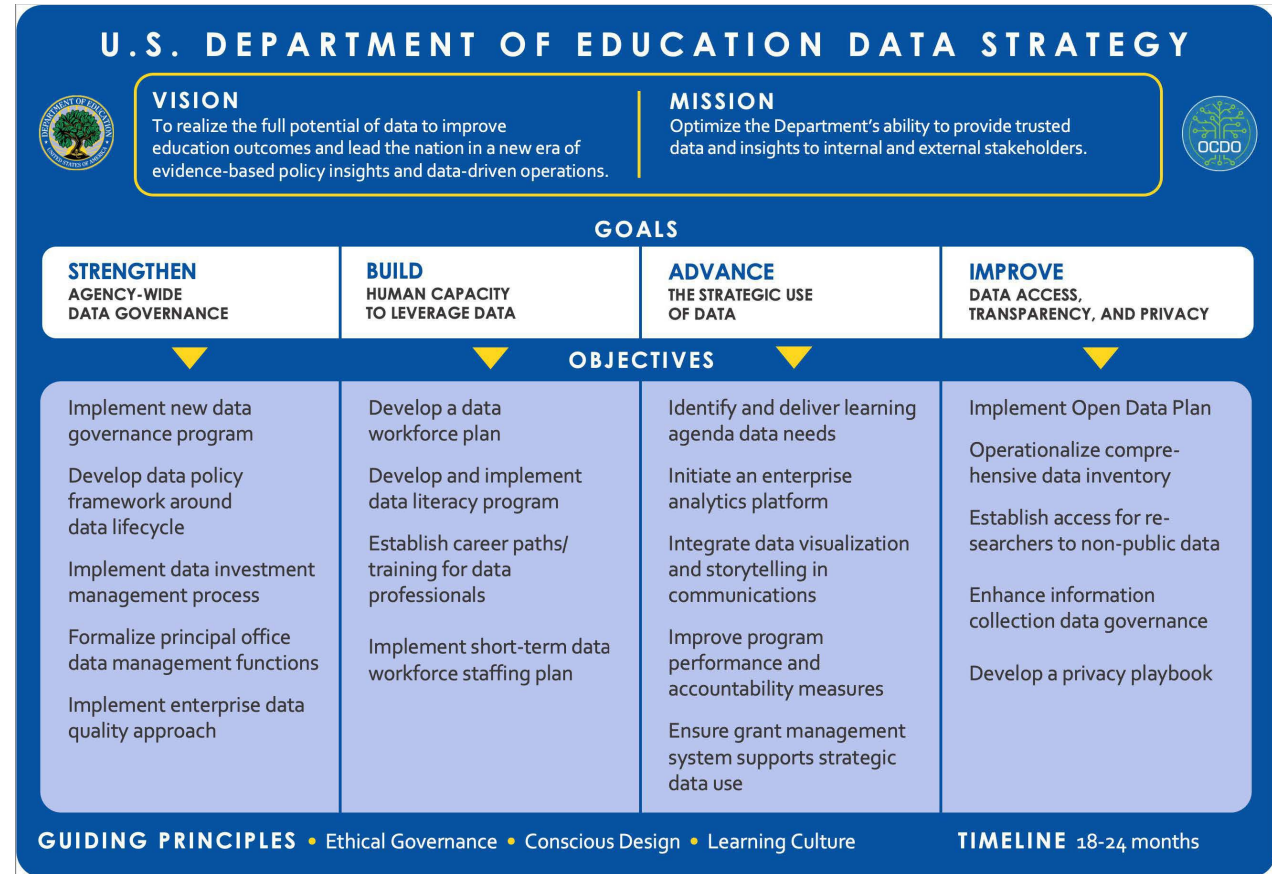 U.S. DEPARTMENT OF EDUCATION DATA STRATEGY
DEPARTMENT OF EDUCATION
UNITED STATES OF AMERICA
VISION
To realize the full potential of data to improve
education outcomes and lead the nation in a new era of
evidence-based policy insights and data-driven operations.
MISSION
Optimize the Department's ability to provide trusted
data and insights to internal and external stakeholders.
OCDO
GOALS
STRENGTHEN
AGENCY-WIDE
DATA GOVERNANCE
BUILD
HUMAN CAPACITY
TO LEVERAGE DATA
ADVANCE
THE STRATEGIC USE
OF DATA
IMPROVE
DATA ACCESS,
TRANSPARENCY, AND PRIVACY
OBJECTIVES
Implement new data
governance program
Develop data policy
framework around
data lifecycle
Implement data investment
management process
Formalize principal office
data management functions
Implement enterprise data
quality approach
Develop a data
workforce plan
Develop and implement
data literacy program
Establish career paths/
training for data
professionals
Implement short-term data
workforce staffing plan
Identify and deliver learning
agenda data needs
Initiate an enterprise
analytics platform
Integrate data visualization
and storytelling in
communications
Improve program
performance and
accountability measures
Ensure grant management
system supports strategic
data use
Implement Open Data Plan
Operationalize compre-
hensive data inventory
Establish access for re-
searchers to non-public data
Enhance information
collection data governance
Develop a privacy playbook
GUIDING PRINCIPLES • Ethical Governance • Conscious Design • Learning Culture
TIMELINE 18-24 months